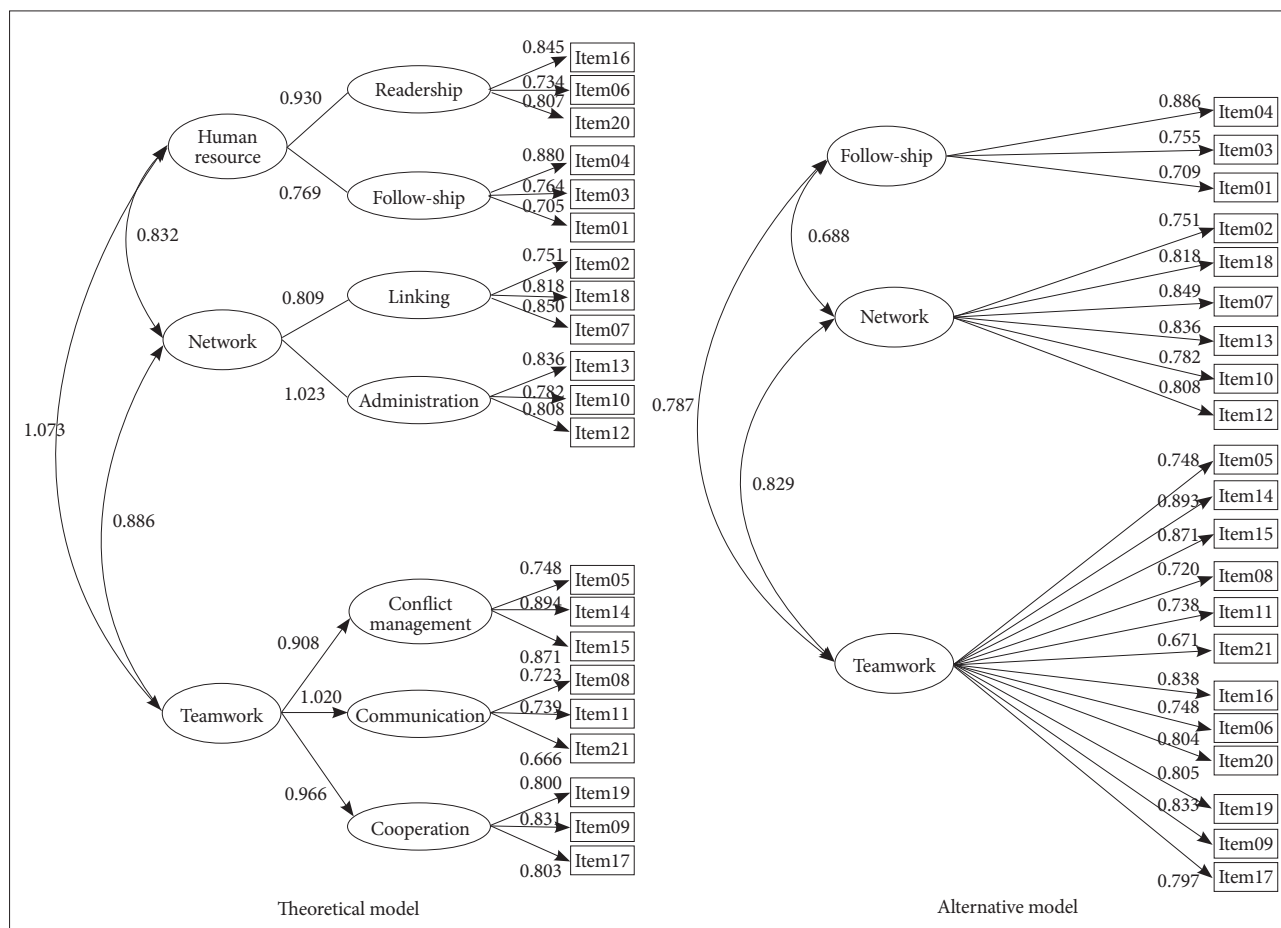 0.845
Item16
Readership
0.734
Item06
0.930
0.807
Item20
Human
resource
0.880
Item04
0.769
Follow-ship
0.764
Item03
0.705
Item01
0.832
0.751
Item02
0.809
Linking
0.818
Item18
0.850
Item07
Network
0.836
Item13
1.023
Administration
0.782
Item10
0.808
Item12
1.073
0.886
0.748
Item05
Conflict
management
0.894
Item14
0.908
Item15
0.871
0.723
Item08
Teamwork
1.020
Communication
0.739
Item11
0.666
Item21
0.966
0.800
Item19
Cooperation
0.831
Item09
0.803
Item17
Theoretical model
0.886
Item04
Follow-ship
0.755
Item03
0.709
Item01
0.688
0.751
Item02
0.818
Item18
Network
0.849
Item07
0.836
Item13
0.782
Item10
0.808
Item12
0.787
0.829
0.748
Item05
0.893
Item14
0.871
Item15
0.720
Item08
0.738
Item11
0.671
Item21
Teamwork
0.838
Item16
0.748
Item06
0.804
Item20
0.805
Item19
0.833
Item09
0.797
Item17
Alternative model